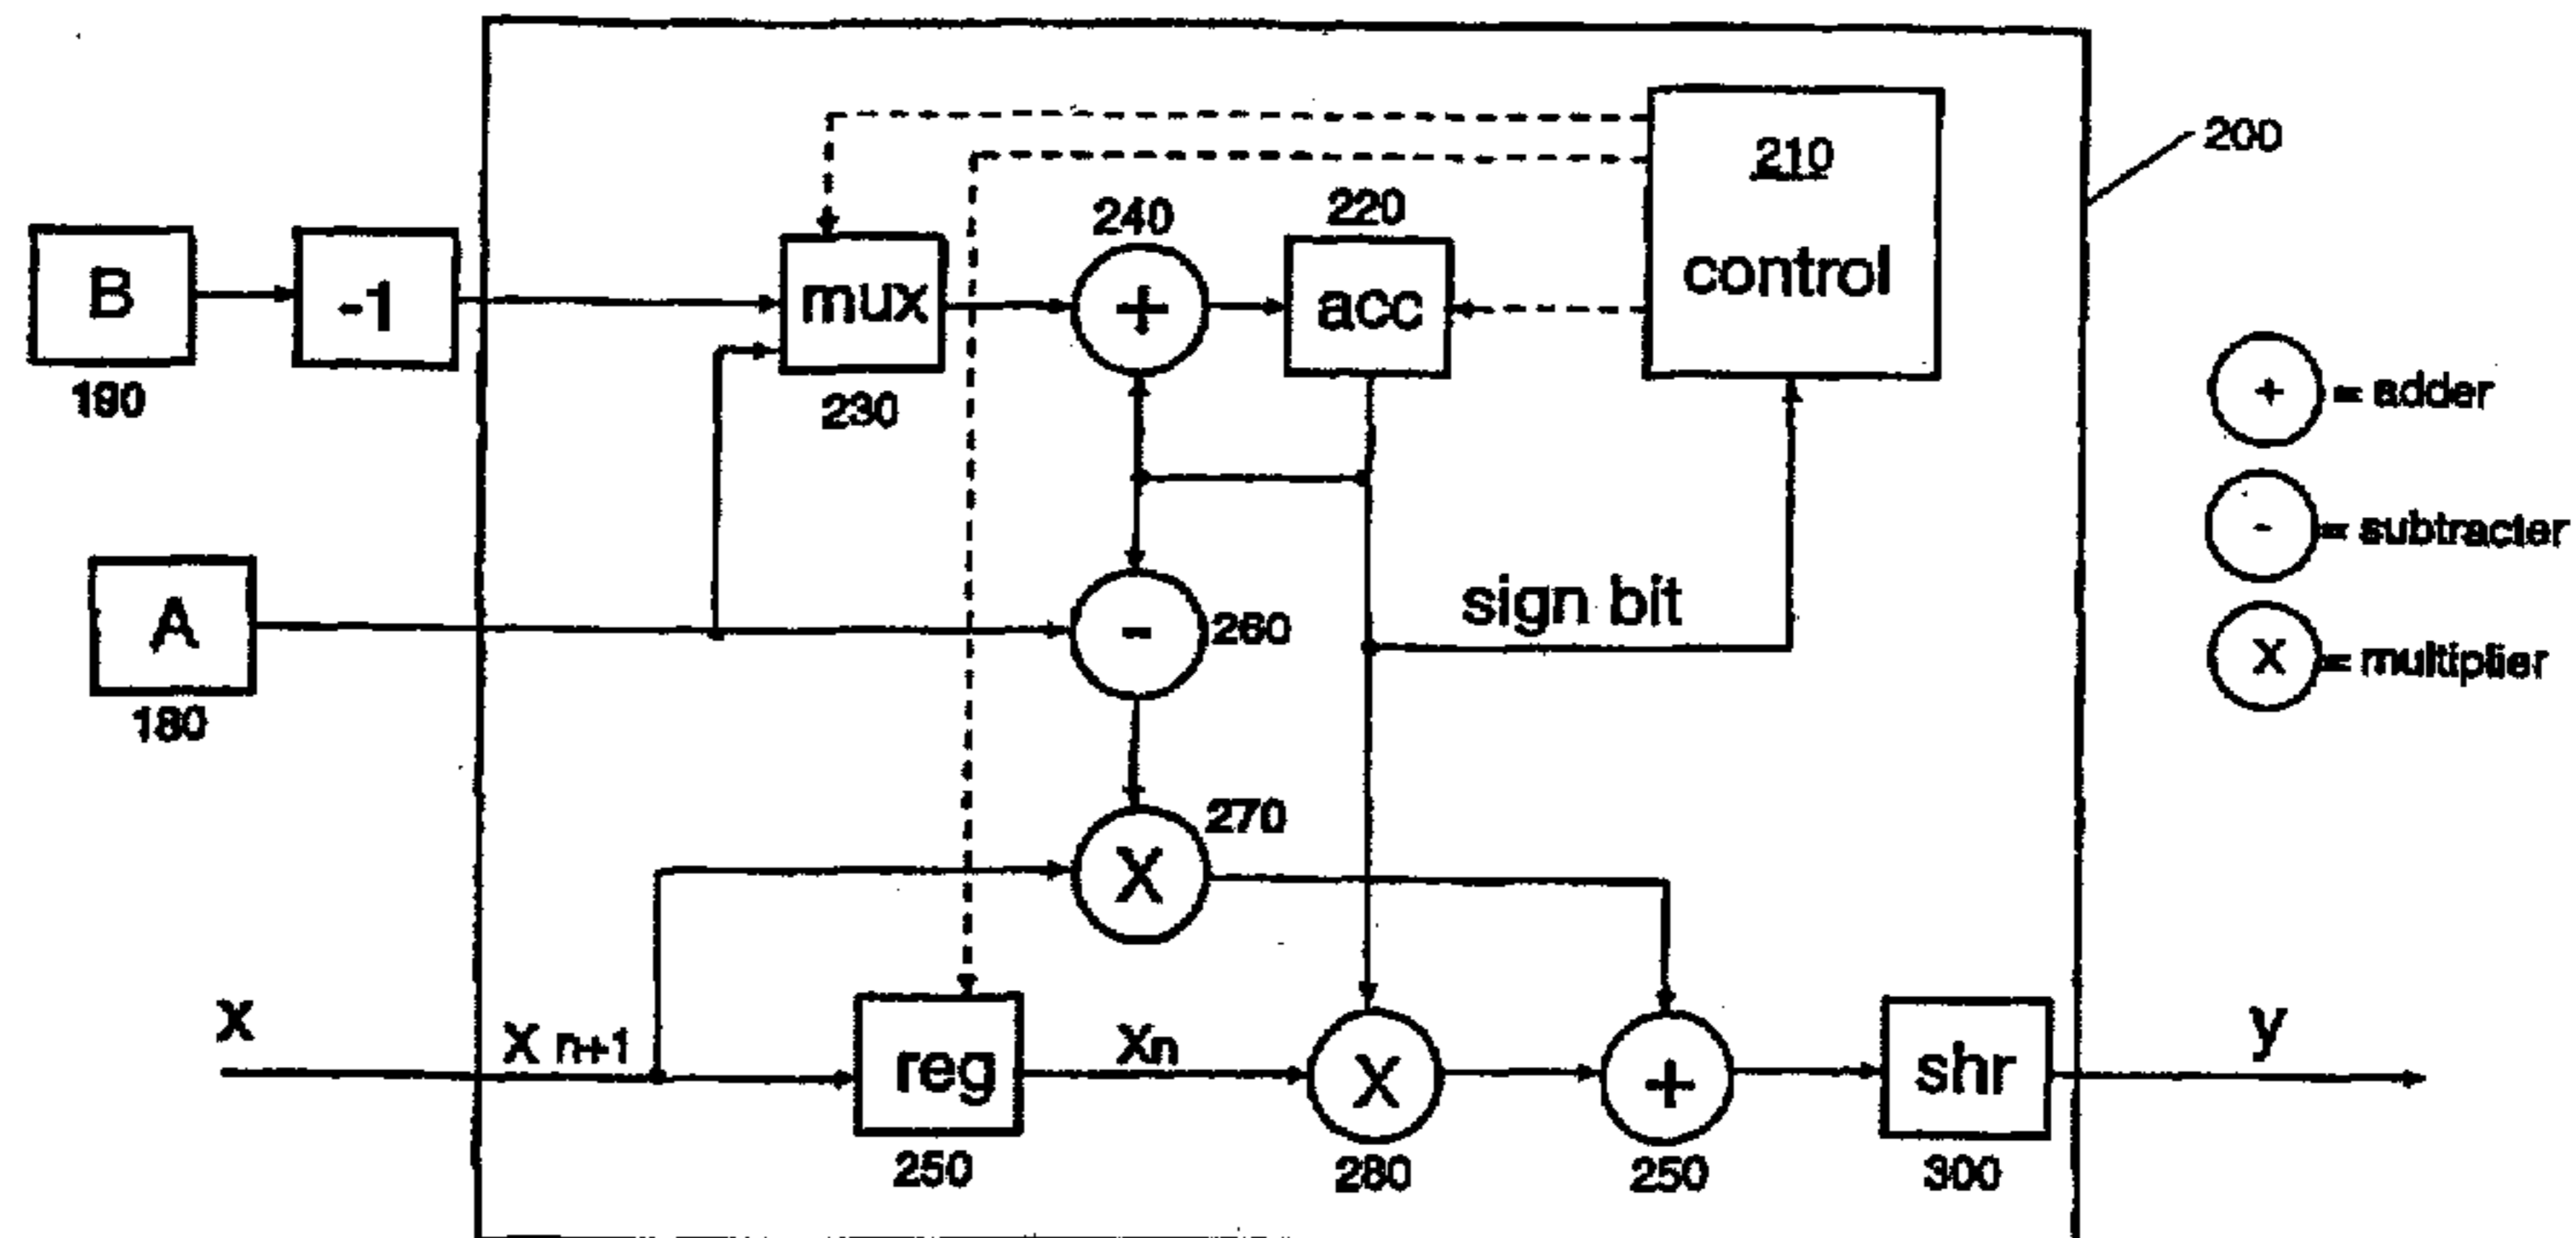 210
control
200
240
220
B
-1
mux
+
acc
190
230
+ = adder
- = subtracter
X = multiplier
A
180
-
260
sign bit
X
270
x
X n+1
reg
Xn
X
+
shr
y
250
280
250
300